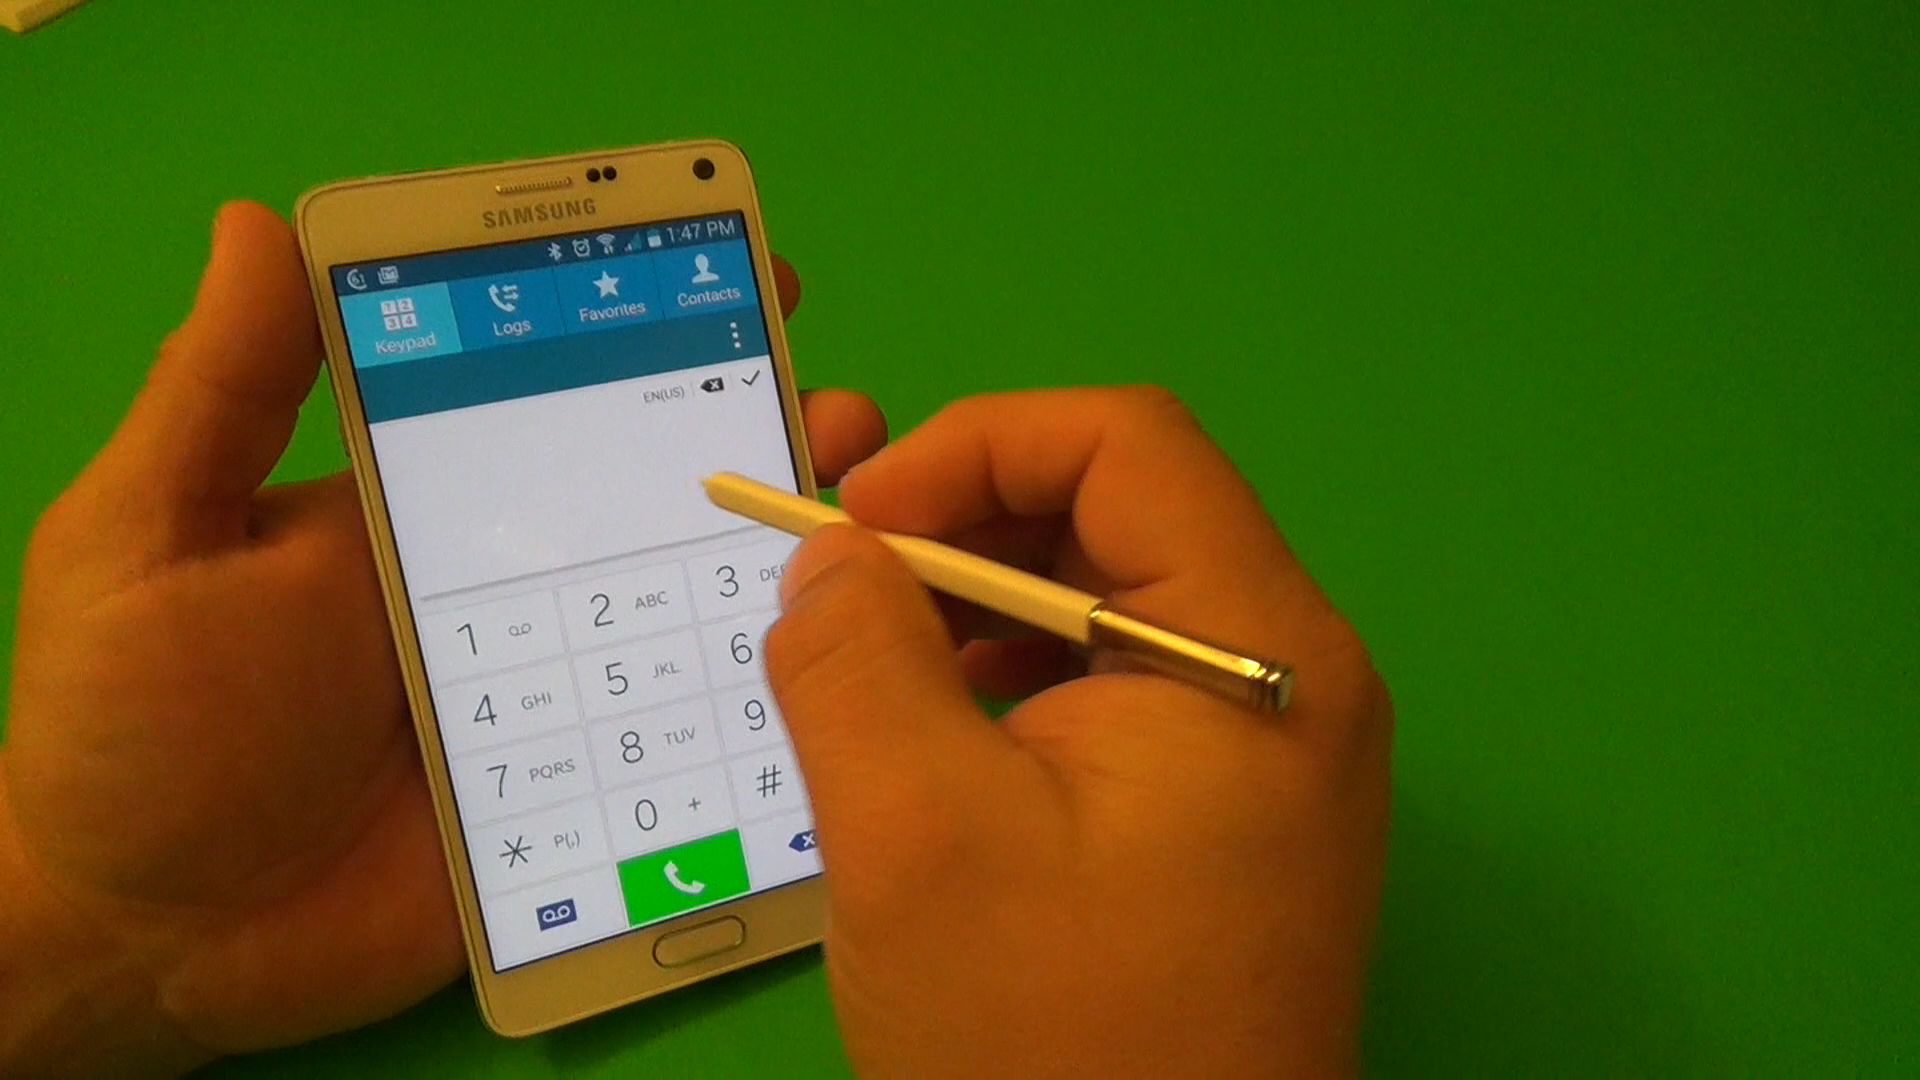 SAMSUNG
1:47 PM
Keypad Logs Favorites Contacts
EN(US)
1 2 ABC 3 DEF
4 GHI 5 JKL 6
7 PQRS 8 TUV 9
* P(,) 0 + #